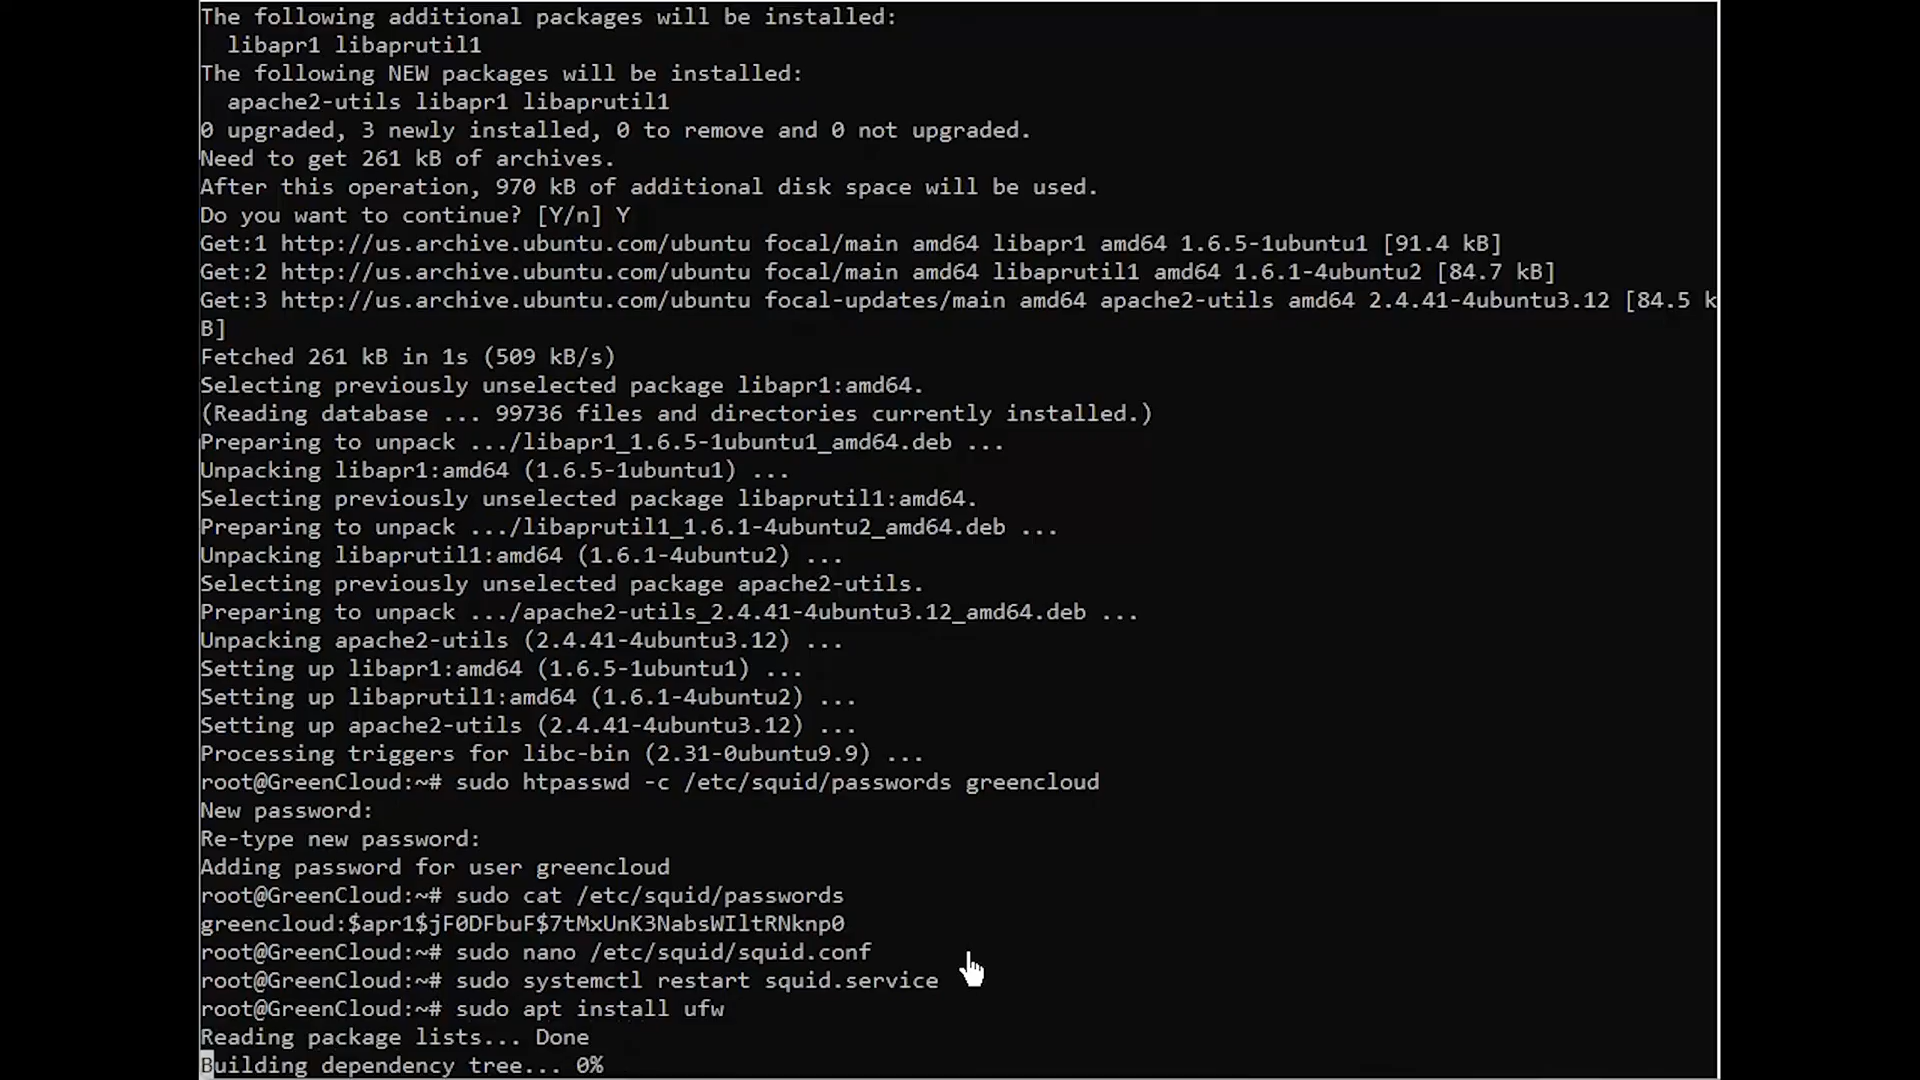 The following additional packages will be installed:
  libapr1 libaprutil1
The following NEW packages will be installed:
  apache2-utils libapr1 libaprutil1
0 upgraded, 3 newly installed, 0 to remove and 0 not upgraded.
Need to get 261 kB of archives.
After this operation, 970 kB of additional disk space will be used.
Do you want to continue? [Y/n] Y
Get:1 http://us.archive.ubuntu.com/ubuntu focal/main amd64 libapr1 amd64 1.6.5-1ubuntu1 [91.4 kB]
Get:2 http://us.archive.ubuntu.com/ubuntu focal/main amd64 libaprutil1 amd64 1.6.1-4ubuntu2 [84.7 kB]
Get:3 http://us.archive.ubuntu.com/ubuntu focal-updates/main amd64 apache2-utils amd64 2.4.41-4ubuntu3.12 [84.5 k
B]
Fetched 261 kB in 1s (509 kB/s)
Selecting previously unselected package libapr1:amd64.
(Reading database ... 99736 files and directories currently installed.)
Preparing to unpack .../libapr1_1.6.5-1ubuntu1_amd64.deb ...
Unpacking libapr1:amd64 (1.6.5-1ubuntu1) ...
Selecting previously unselected package libaprutil1:amd64.
Preparing to unpack .../libaprutil1_1.6.1-4ubuntu2_amd64.deb ...
Unpacking libaprutil1:amd64 (1.6.1-4ubuntu2) ...
Selecting previously unselected package apache2-utils.
Preparing to unpack .../apache2-utils_2.4.41-4ubuntu3.12_amd64.deb ...
Unpacking apache2-utils (2.4.41-4ubuntu3.12) ...
Setting up libapr1:amd64 (1.6.5-1ubuntu1) ...
Setting up libaprutil1:amd64 (1.6.1-4ubuntu2) ...
Setting up apache2-utils (2.4.41-4ubuntu3.12) ...
Processing triggers for libc-bin (2.31-0ubuntu9.9) ...
root@GreenCloud:~# sudo htpasswd -c /etc/squid/passwords greencloud
New password:
Re-type new password:
Adding password for user greencloud
root@GreenCloud:~# sudo cat /etc/squid/passwords
greencloud:$apr1$jF0DFbuF$7tMxUnK3NabsWIltRNknp0
root@GreenCloud:~# sudo nano /etc/squid/squid.conf
root@GreenCloud:~# sudo systemctl restart squid.service
root@GreenCloud:~# sudo apt install ufw
Reading package lists... Done
Building dependency tree... 0%